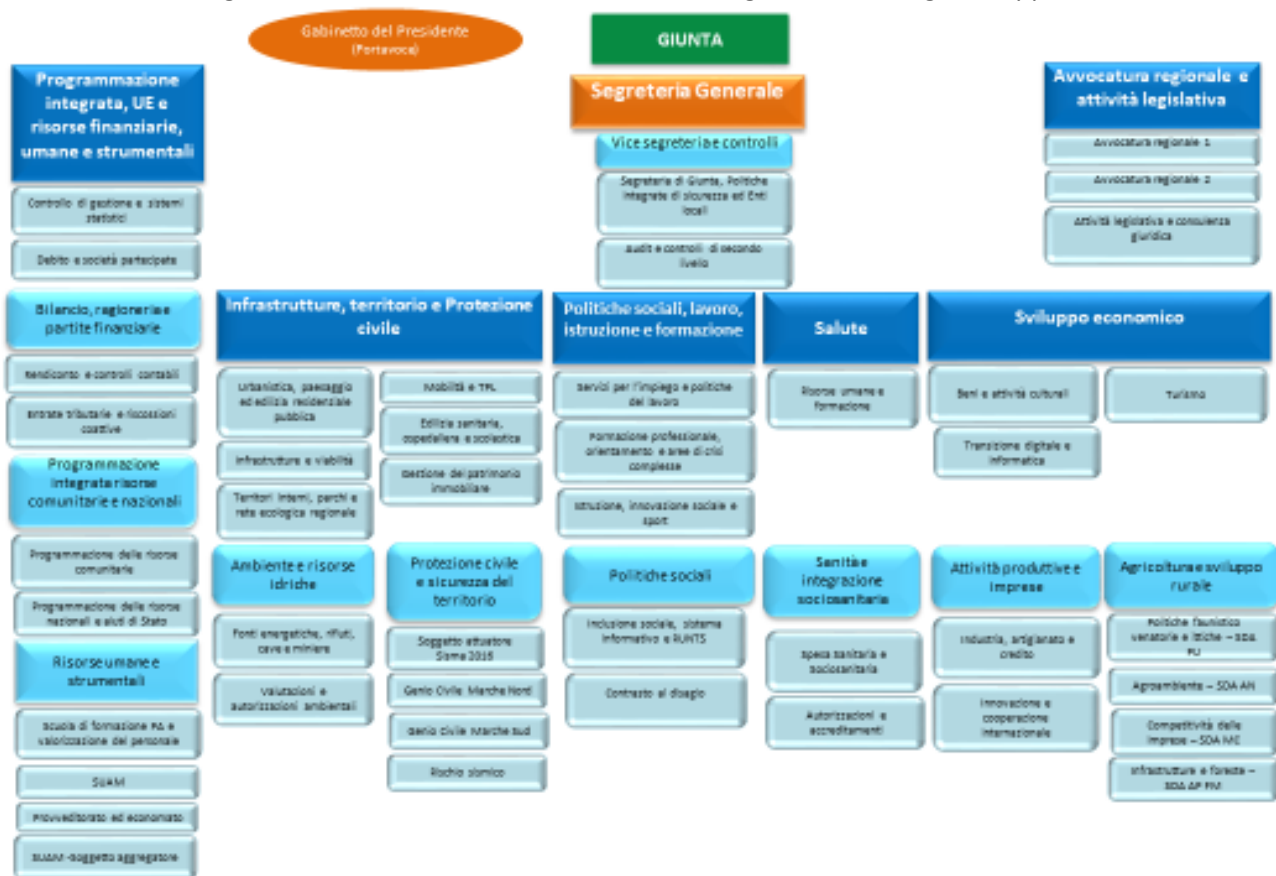 Gabinetto del Presidente
(Portavoce)
GIUNTA
Programmazione
integrata, UE e
risorse finanziarie,
umane e strumentali
Segreteria Generale
Avvocatura regionale e
attività legislativa
Vice segreteria e controlli
Avvocatura regionale 1
Segreteria di Giunta, Politiche
integrate di sicurezza ed Enti
locali
Avvocatura regionale 2
Controllo di gestione e sistemi
statistici
Attività legislativa e consulenza
giuridica
Debito e società partecipate
Audit e controlli di secondo
livello
Bilancio, ragioneria e
partite finanziarie
Infrastrutture, territorio e Protezione
civile
Politiche sociali, lavoro,
istruzione e formazione
Salute
Sviluppo economico
Rendiconto e controlli contabili
Entrate tributarie e riscossioni
coattive
Urbanistica, paesaggio
ed edilizia residenziale
pubblica
Mobilità e TPL
Servizi per l'impiego e politiche
del lavoro
Risorse umane e
formazione
Beni e attività culturali
Turismo
Edilizia sanitaria,
ospedaliera e scolastica
Formazione professionale,
orientamento e aree di crisi
complesse
Transizione digitale e
informatica
Programmazione
integrata risorse
comunitarie e nazionali
Infrastrutture e viabilità
Gestione del patrimonio
immobiliare
Territori interni, parchi e
rete ecologica regionale
Istruzione, innovazione sociale e
sport
Programmazione delle risorse
comunitarie
Programmazione delle risorse
nazionali e aiuti di Stato
Ambiente e risorse
idriche
Protezione civile
e sicurezza del
territorio
Politiche sociali
Sanità e
integrazione
sociosanitaria
Attività produttive e
imprese
Agricoltura e sviluppo
rurale
Fonti energetiche, rifiuti,
cave e miniere
Soggetto attuatore
Sisma 2016
Inclusione sociale, sistema
informativo e RUNTS
Spesa sanitaria e
sociosanitaria
Industria, artigianato e
credito
Politiche faunistico
venatorie e ittiche – SDA
PU
Risorse umane e
strumentali
Valutazioni e
autorizzazioni ambientali
Genio Civile Marche Nord
Contrasto al disagio
Autorizzazioni e
accreditamenti
Innovazione e
cooperazione
internazionale
Agroambiente – SDA AN
Scuola di formazione PA e
valorizzazione del personale
Genio Civile Marche Sud
Competitività delle
imprese – SDA MC
SUAM
Rischio sismico
Infrastrutture e foreste –
SDA AP FM
Provveditorato ed economato
SUAM -Soggetto aggregatore